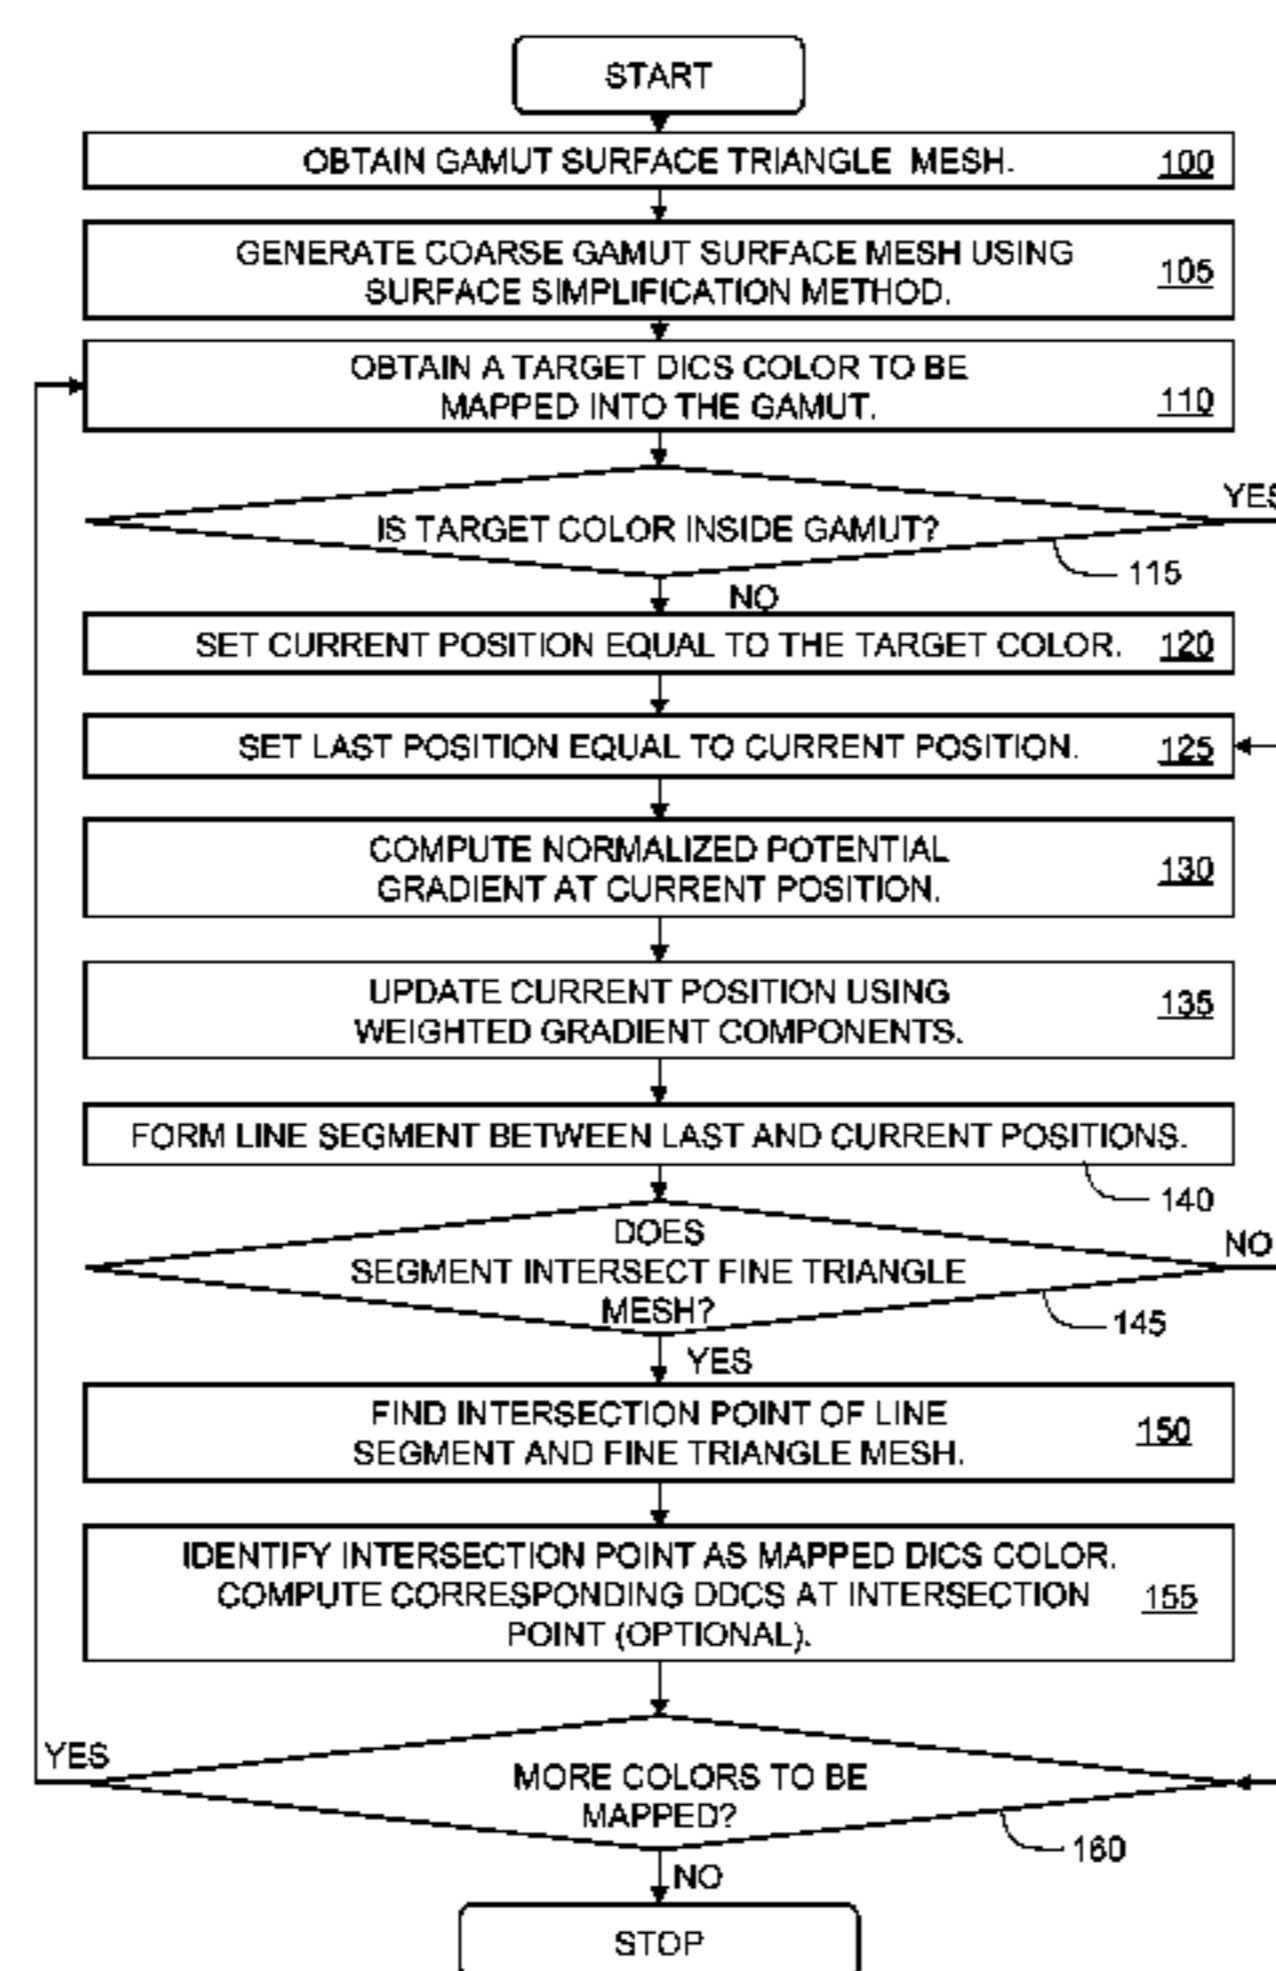 START
OBTAIN GAMUT SURFACE TRIANGLE MESH. 100
GENERATE COARSE GAMUT SURFACE MESH USING
SURFACE SIMPLIFICATION METHOD.
105
OBTAIN A TARGET DICS COLOR TO BE
MAPPED INTO THE GAMUT.
110
YES
IS TARGET COLOR INSIDE GAMUT?
115
NO
SET CURRENT POSITION EQUAL TO THE TARGET COLOR. 120
SET LAST POSITION EQUAL TO CURRENT POSITION. 125
COMPUTE NORMALIZED POTENTIAL
GRADIENT AT CURRENT POSITION.
130
UPDATE CURRENT POSITION USING
WEIGHTED GRADIENT COMPONENTS.
135
FORM LINE SEGMENT BETWEEN LAST AND CURRENT POSITIONS.
140
DOES
SEGMENT INTERSECT FINE TRIANGLE
MESH?
NO
145
YES
FIND INTERSECTION POINT OF LINE
SEGMENT AND FINE TRIANGLE MESH.
150
IDENTIFY INTERSECTION POINT AS MAPPED DICS COLOR.
COMPUTE CORRESPONDING DDCS AT INTERSECTION
POINT (OPTIONAL).
155
YES
MORE COLORS TO BE
MAPPED?
160
NO
STOP